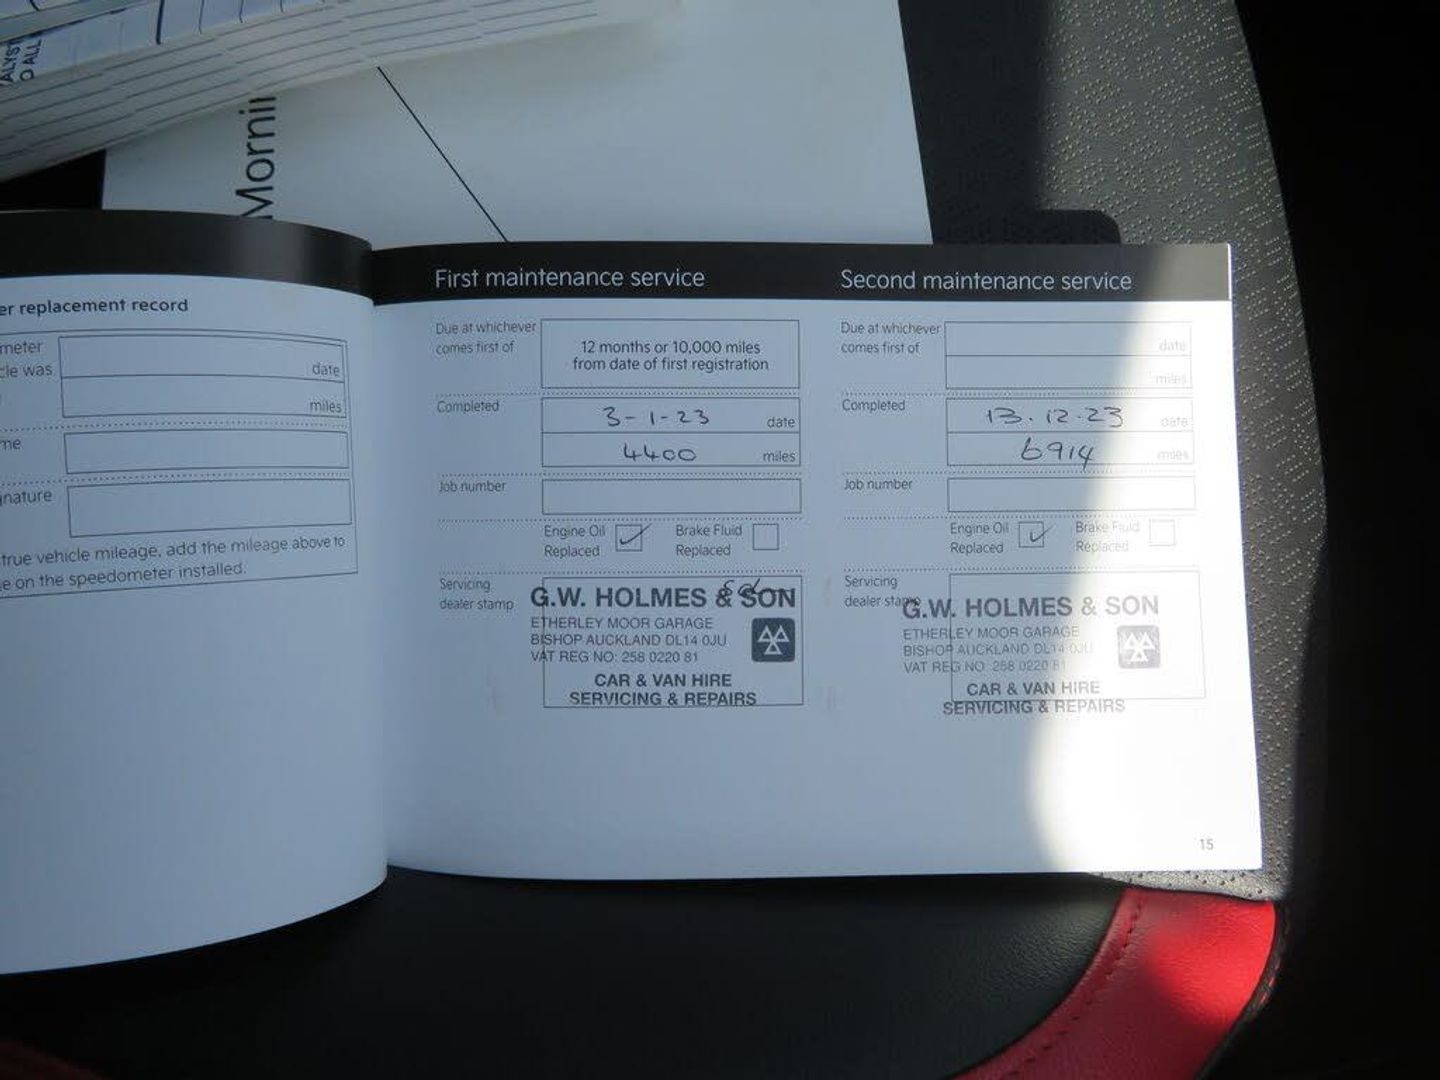 ALYST
O ALL
Mornin
er replacement record
meter
cle was
date
miles
me
nature
true vehicle mileage, add the mileage above to
e on the speedometer installed.
First maintenance service
Due at whichever
comes first of
12 months or 10,000 miles
from date of first registration
Completed
3-1-23 date
4400 miles
Job number
Engine Oil
Replaced
Brake Fluid
Replaced
Servicing
dealer stamp
G.W. HOLMES & SON
ETHERLEY MOOR GARAGE
BISHOP AUCKLAND DL14 0JU
VAT REG NO: 258 0220 81
CAR & VAN HIRE
SERVICING & REPAIRS
Second maintenance service
Due at whichever
comes first of
date
miles
Completed
13.12.23 date
6914 miles
Job number
Engine Oil
Replaced
Brake Fluid
Replaced
Servicing
dealer stamp
G.W. HOLMES & SON
ETHERLEY MOOR GARAGE
BISHOP AUCKLAND DL14 0JU
VAT REG NO: 258 0220 81
CAR & VAN HIRE
SERVICING & REPAIRS
15